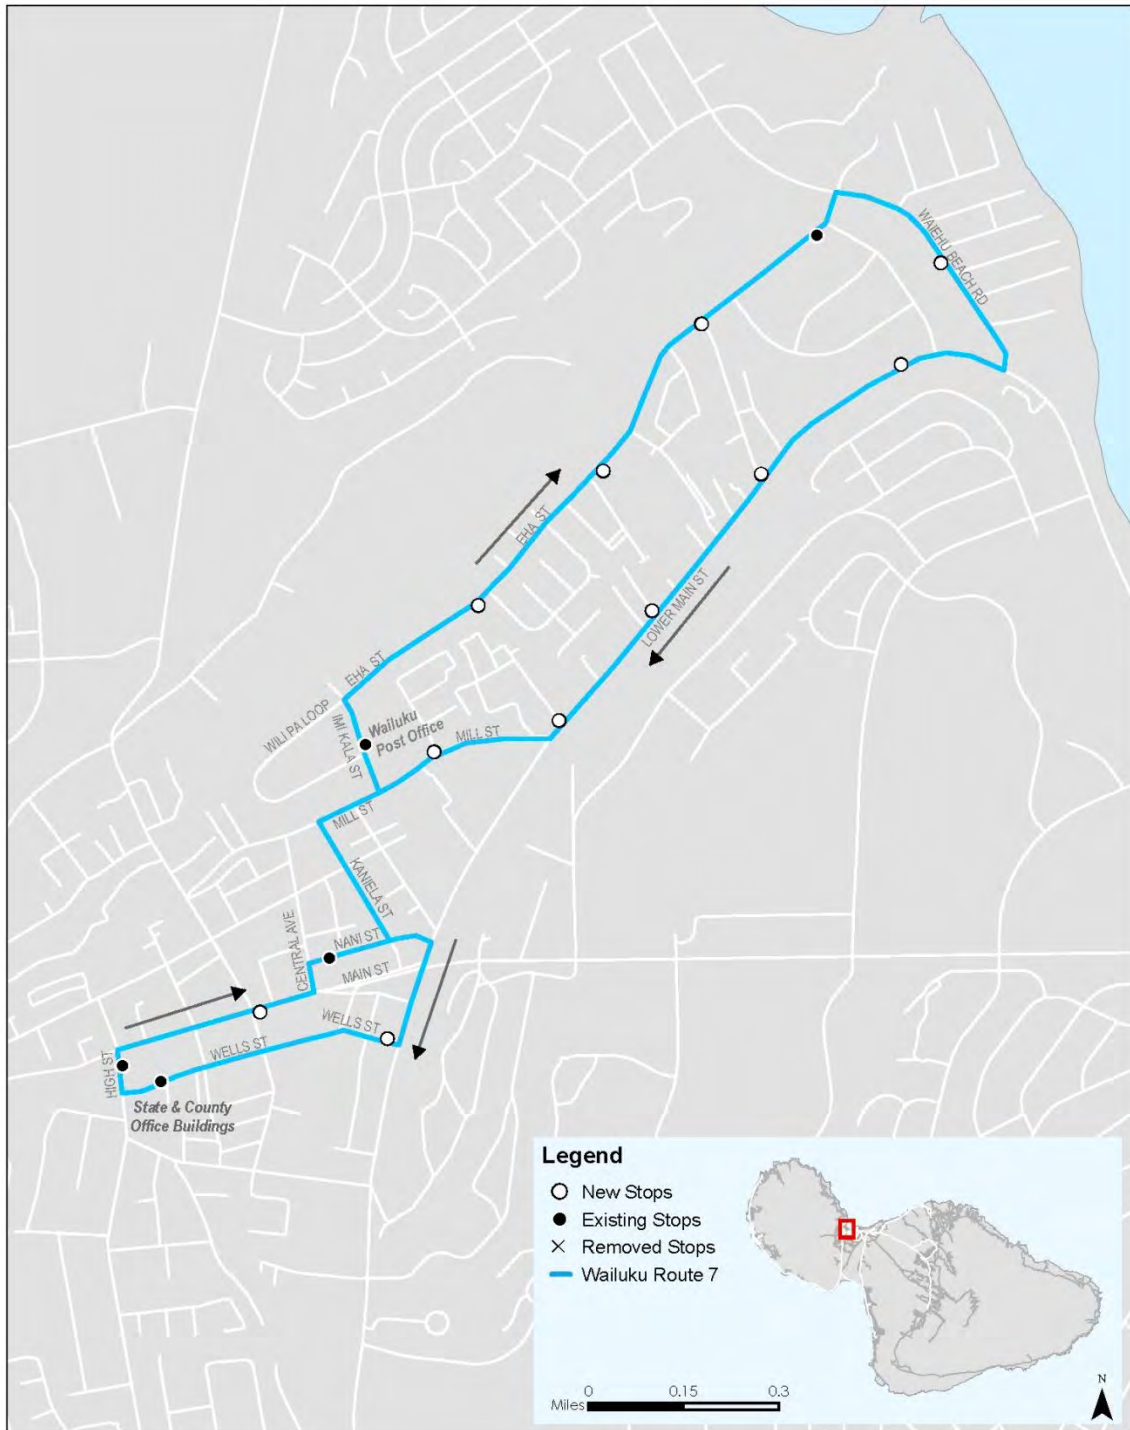 WAIEHU BEACH RD
EHA ST
LOWER MAIN ST
EHA ST
WILI PA LOOP
IMI KALA ST
Wailuku
Post Office
MILL ST
MILL ST
KANIELA ST
CENTRAL AVE
NANI ST
MAIN ST
WELLS ST
WELLS ST
HIGH ST
State & County
Office Buildings
Legend
New Stops
Existing Stops
Removed Stops
Wailuku Route 7
N
0 0.15 0.3
Miles